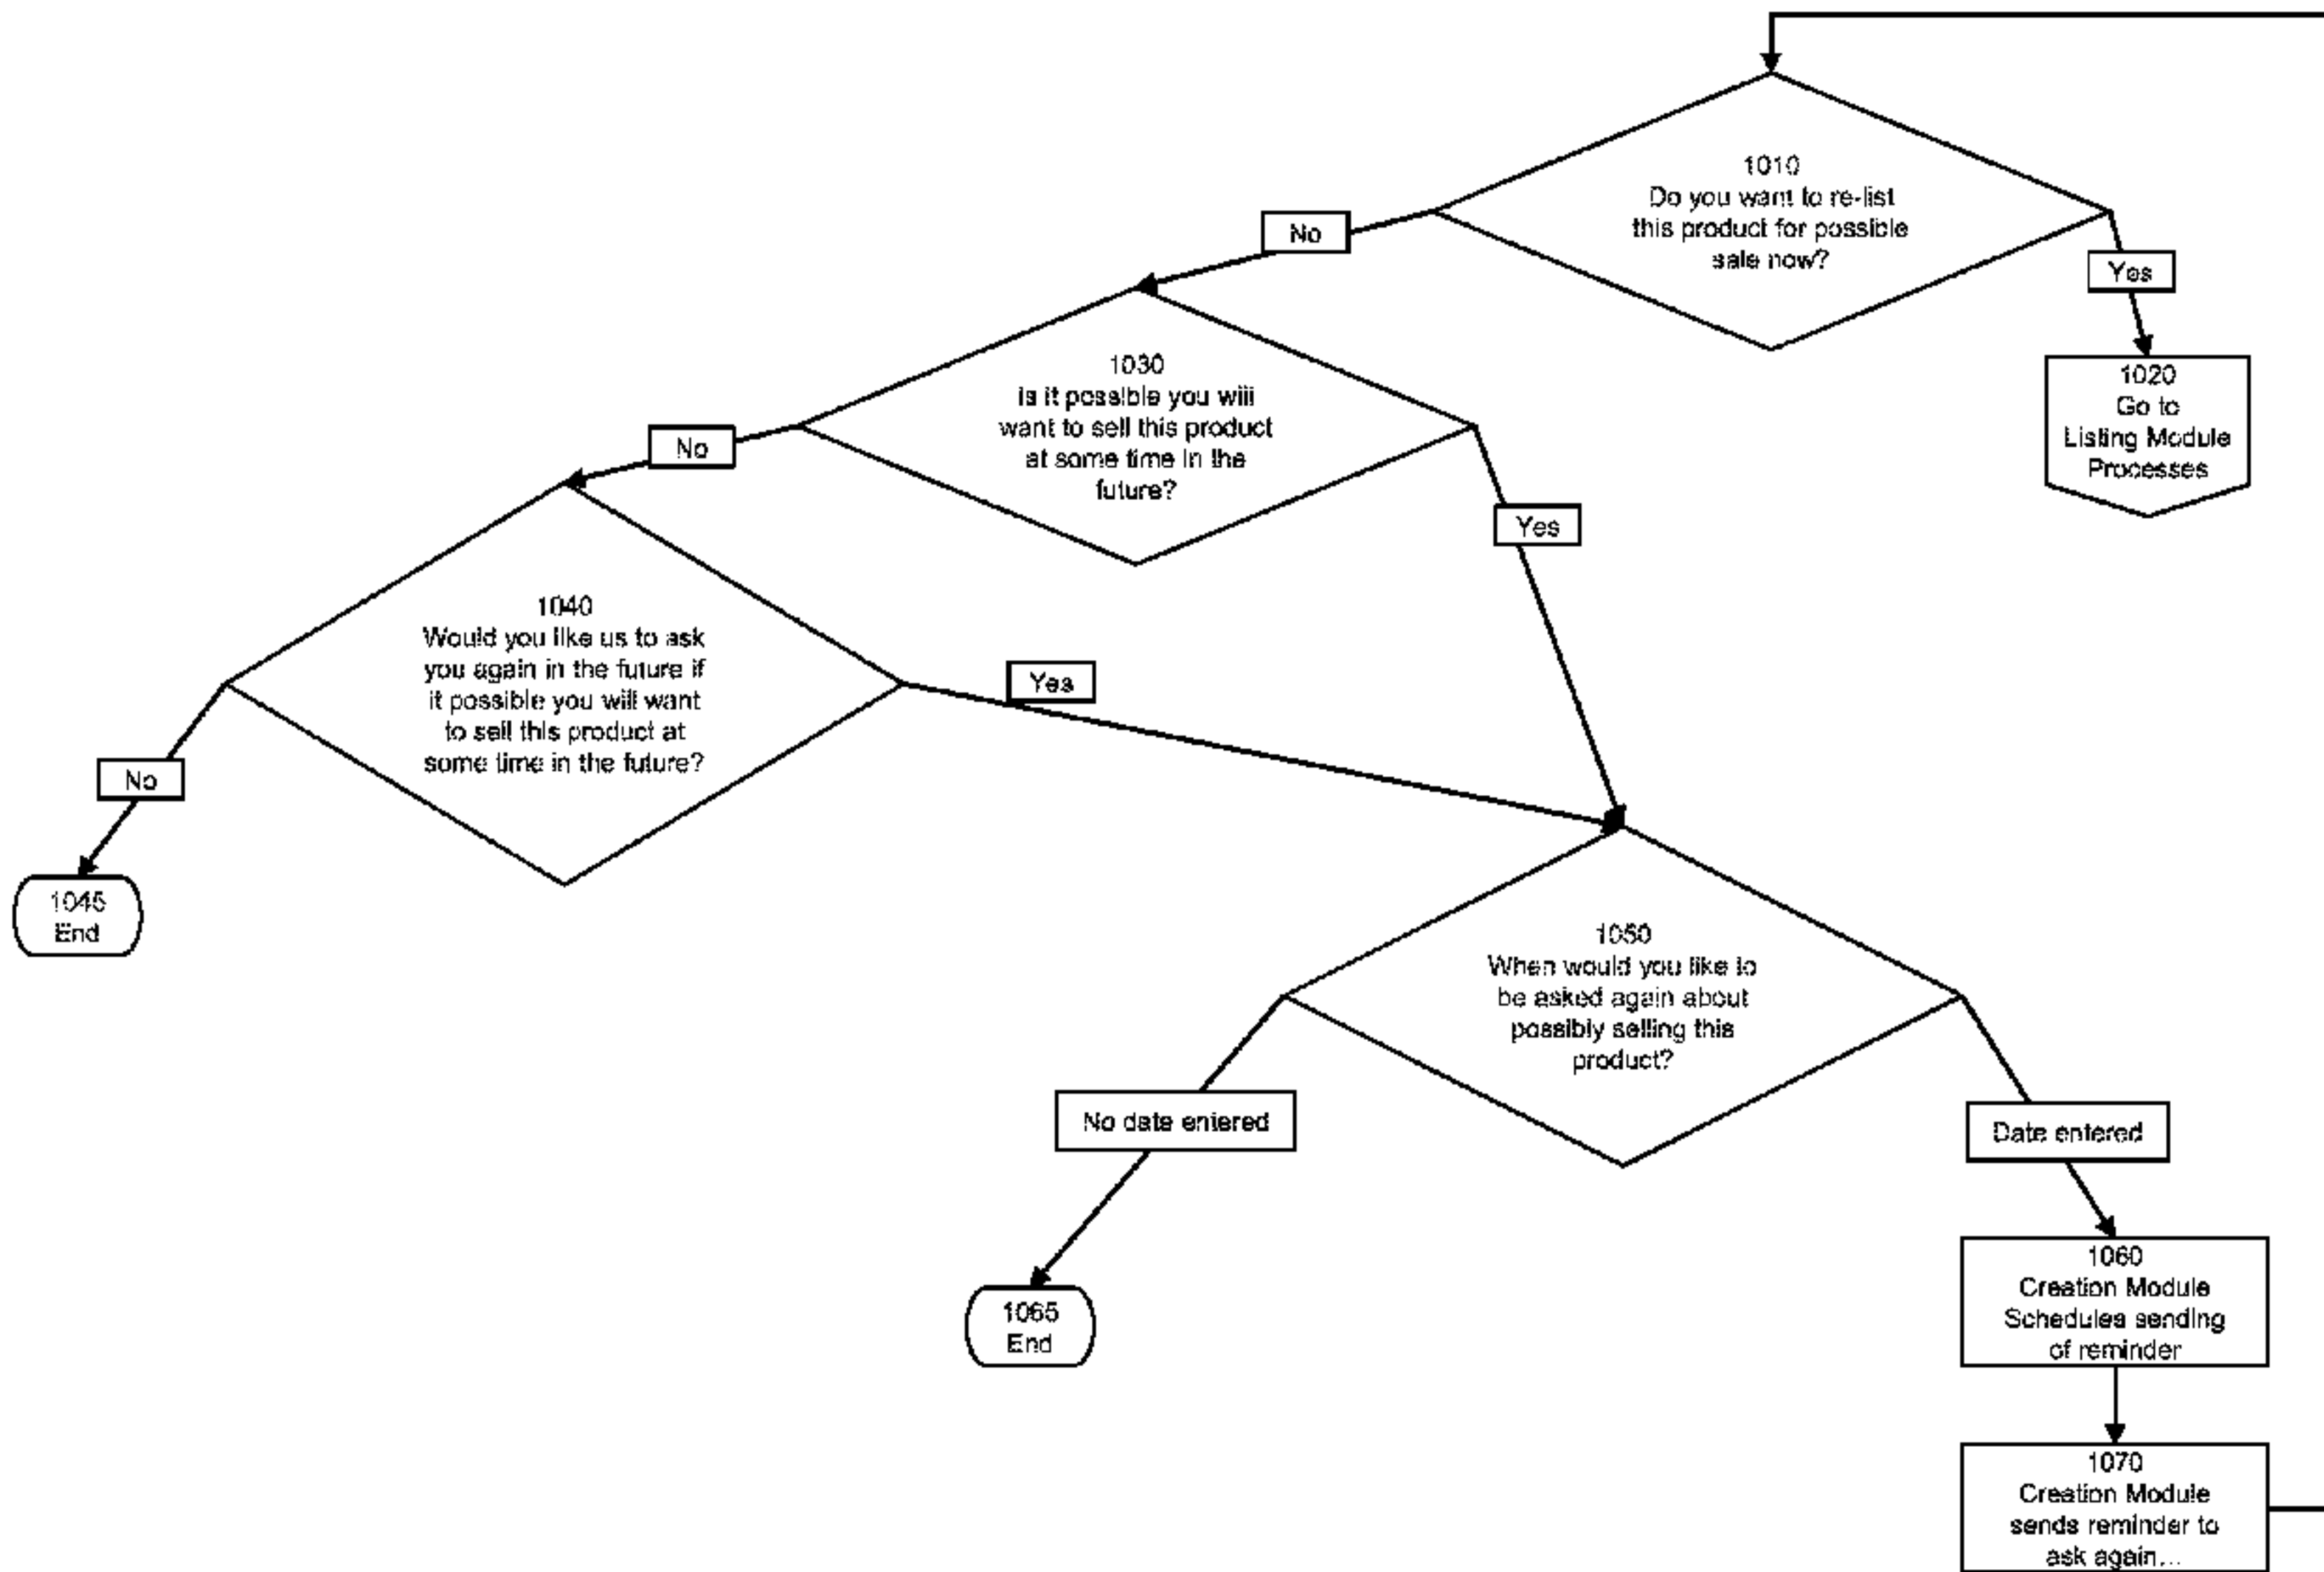 1010
Do you want to re-list
this product for possible
sale now?
No
Yes
1020
Go to
Listing Module
Processes
1030
Is it possible you will
want to sell this product
at some time in the
future?
No
Yes
1040
Would you like us to ask
you again in the future if
it possible you will want
to sell this product at
some time in the future?
Yes
No
1045
End
1050
When would you like to
be asked again about
possibly selling this
product?
No date entered
Date entered
1065
End
1060
Creation Module
Schedules sending
of reminder
1070
Creation Module
sends reminder to
ask again...